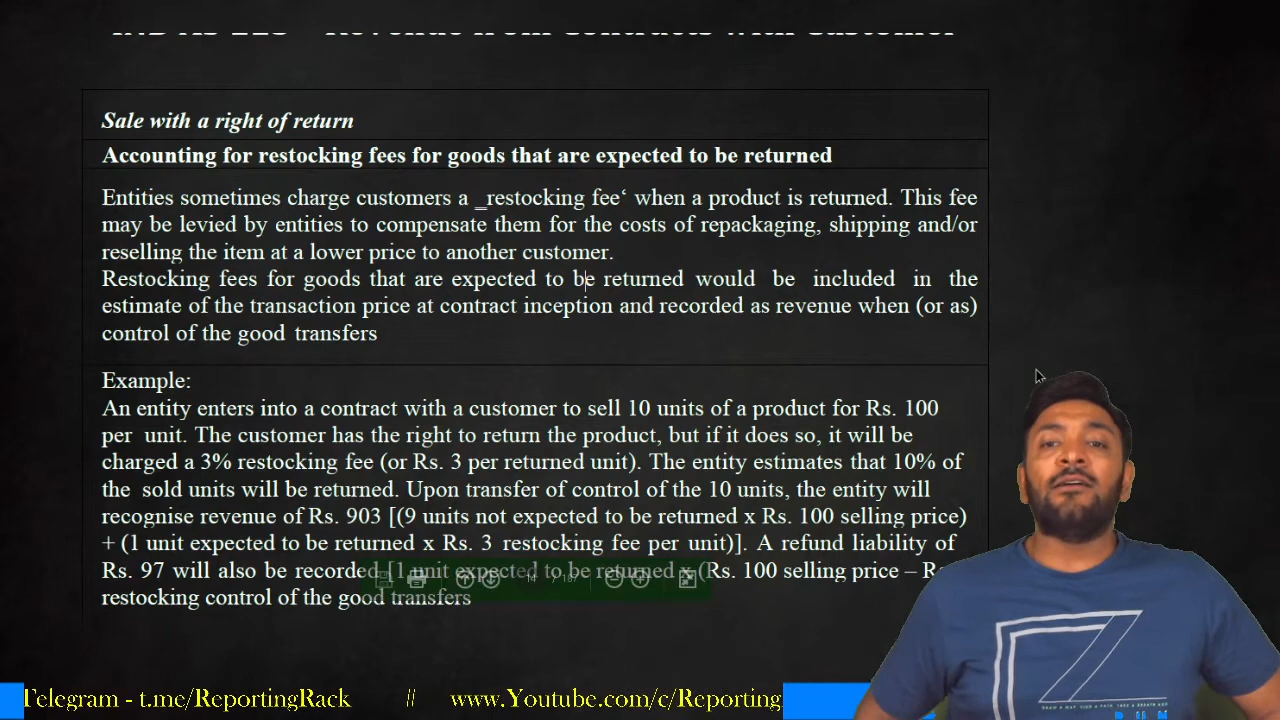 Sale with a right of return
Accounting for restocking fees for goods that are expected to be returned
Entities sometimes charge customers a ‗restocking fee‘ when a product is returned. This fee
may be levied by entities to compensate them for the costs of repackaging, shipping and/or
reselling the item at a lower price to another customer.
Restocking fees for goods that are expected to be returned would be included in the
estimate of the transaction price at contract inception and recorded as revenue when (or as)
control of the good transfers
Example:
An entity enters into a contract with a customer to sell 10 units of a product for Rs. 100
per unit. The customer has the right to return the product, but if it does so, it will be
charged a 3% restocking fee (or Rs. 3 per returned unit). The entity estimates that 10% of
the sold units will be returned. Upon transfer of control of the 10 units, the entity will
recognise revenue of Rs. 903 [(9 units not expected to be returned x Rs. 100 selling price)
+ (1 unit expected to be returned x Rs. 3 restocking fee per unit)]. A refund liability of
Rs. 97 will also be recorded [1 unit expected to be returned x (Rs. 100 selling price –
restocking control of the good transfers
Telegram - t.me/ReportingRack # www.Youtube.com/c/Reporting